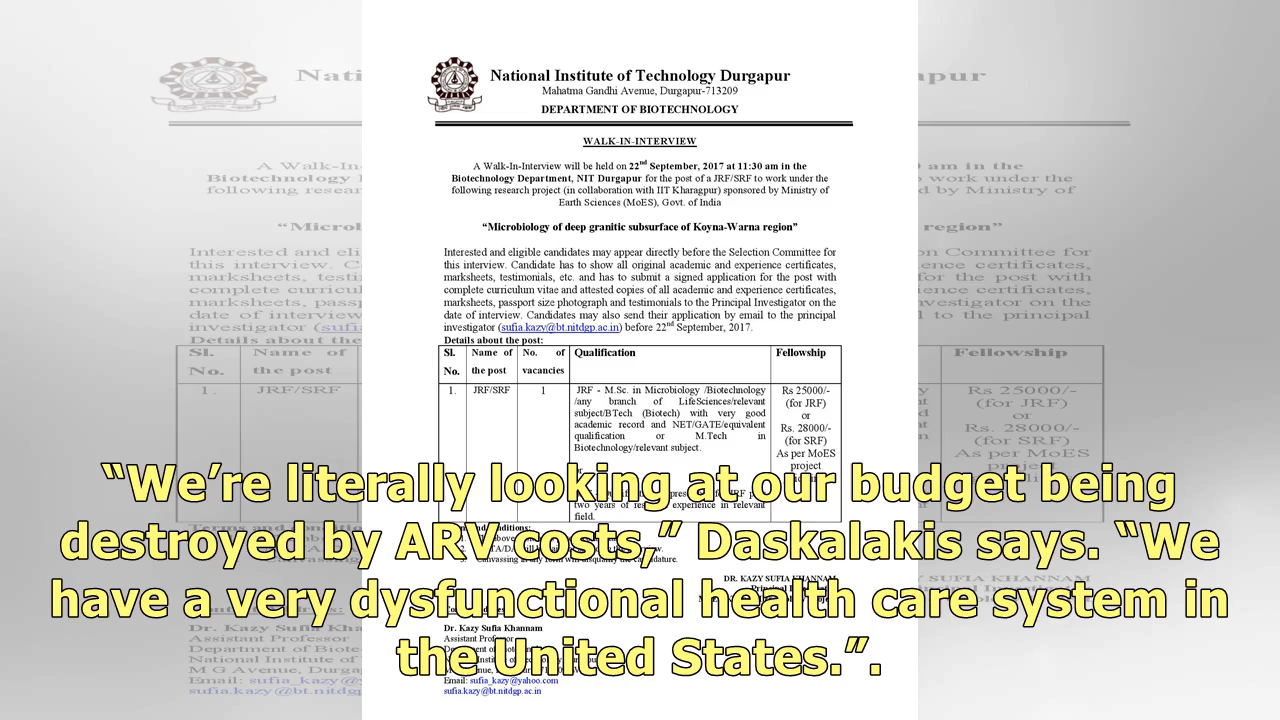 National Institute of Technology Durgapur
Mahatma Gandhi Avenue, Durgapur-713209
DEPARTMENT OF BIOTECHNOLOGY
WALK-IN-INTERVIEW
A Walk-In-Interview will be held on 22nd September, 2017 at 11:30 am in the
Biotechnology Department, NIT Durgapur for the post of a JRF/SRF to work under the
following research project (in collaboration with IIT Kharagpur) sponsored by Ministry of
Earth Sciences (MoES), Govt. of India
“Microbiology of deep granitic subsurface of Koyna-Warna region”
Interested and eligible candidates may appear directly before the Selection Committee for
this interview. Candidate has to show all original academic and experience certificates,
marksheets, testimonials, etc. and has to submit a signed application for the post with
complete curriculum vitae and attested copies of all academic and experience certificates,
marksheets, passport size photograph and testimonials to the Principal Investigator on the
date of interview. Candidates may also send their application by email to the principal
investigator (sufia.kazy@bt.nitdgp.ac.in) before 22nd September, 2017.
Details about the post:
Sl. No. Name of the post No. of vacancies Qualification Fellowship
1. JRF/SRF 1
JRF - M.Sc. in Microbiology /Biotechnology
/any branch of LifeSciences/relevant
subject/BTech (Biotech) with very good
academic record and NET/GATE/equivalent
qualification or M.Tech in
Biotechnology/relevant subject.
or
two years of experience in relevant
field.
Rs 25000/-
(for JRF)
or
Rs. 28000/-
(for SRF)
As per MoES
project
“We’re literally looking at our budget being
destroyed by ARV costs,” Daskalakis says. “We
have a very dysfunctional health care system in
the United States.”.
DR. KAZY SUFIA KHANNAM
Dr. Kazy Sufia Khannam
Assistant Professor
Email: sufia_kazy@yahoo.com
sufia.kazy@bt.nitdgp.ac.in